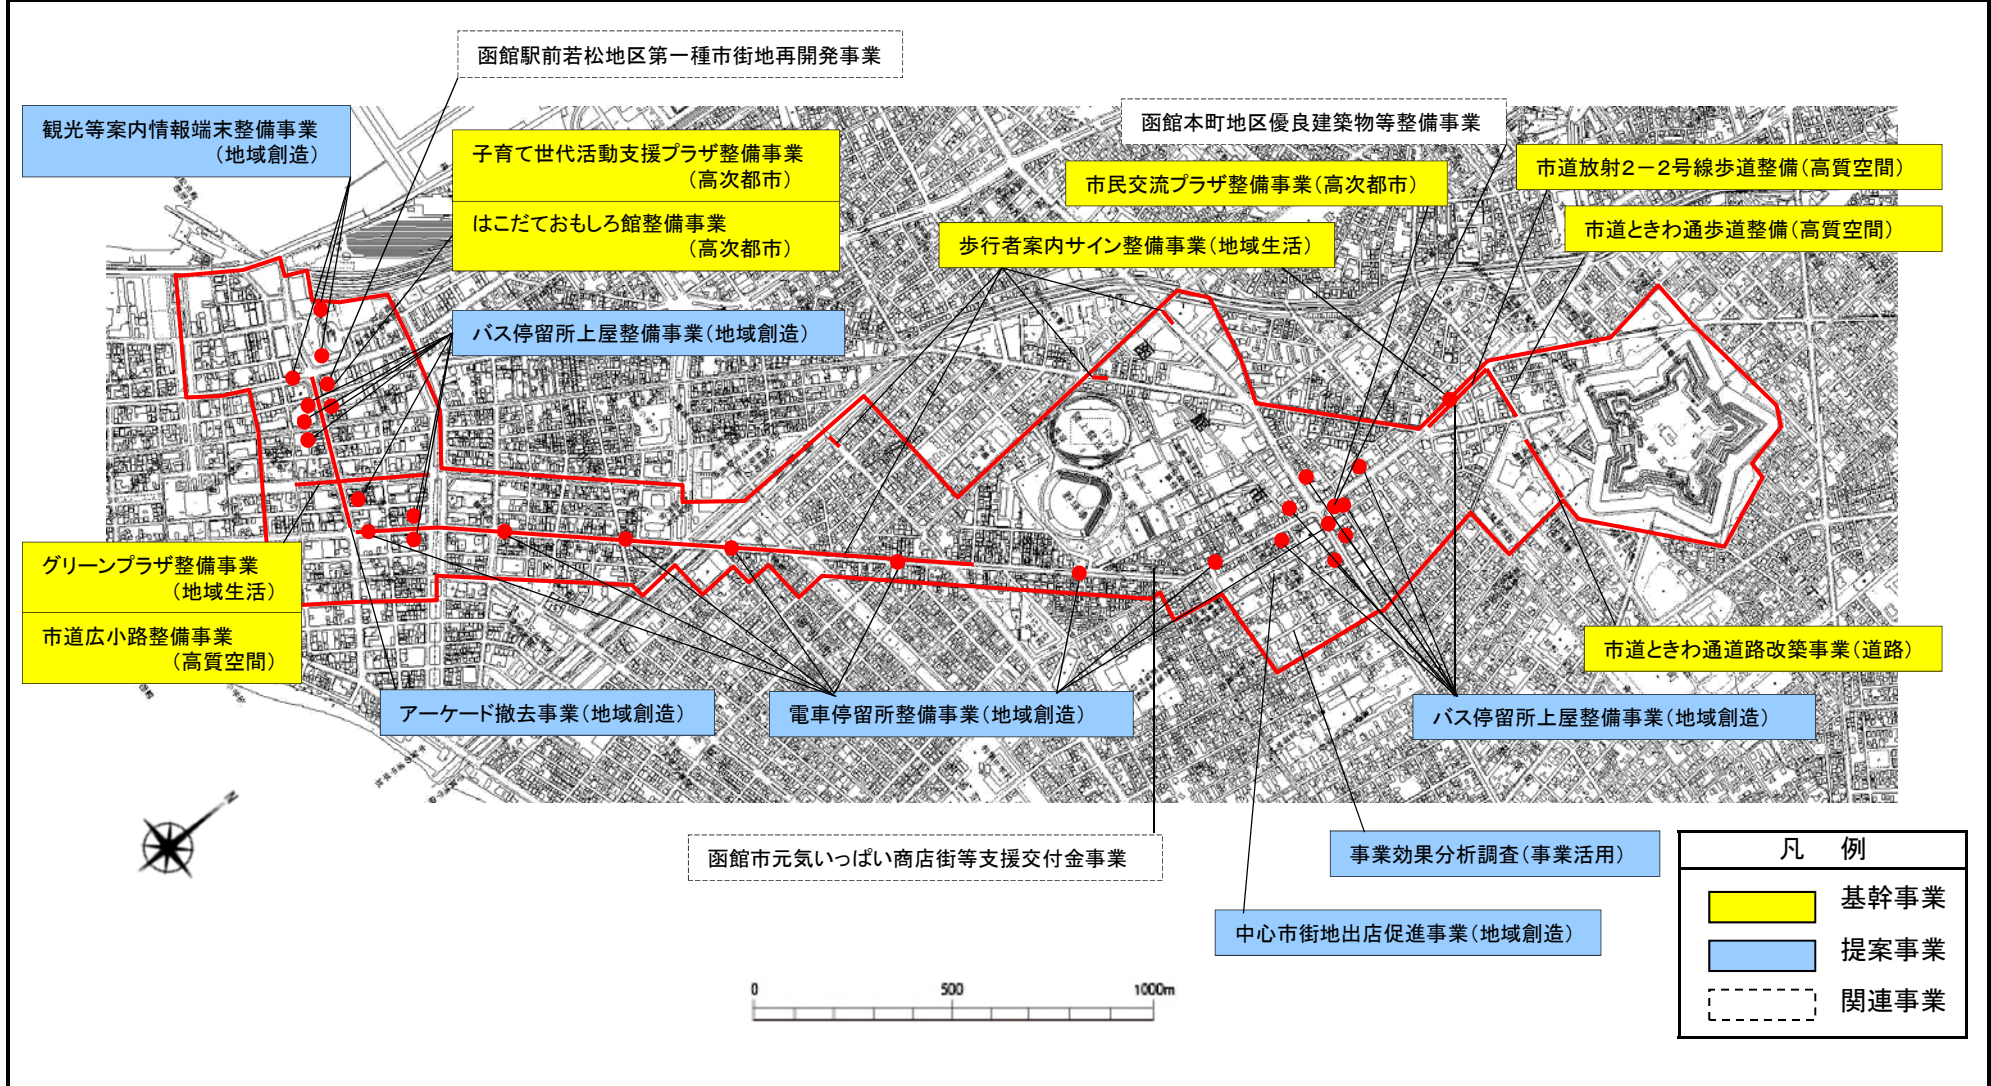 函館駅前若松地区第一種市街地再開発事業
観光等案内情報端末整備事業
(地域創造)
子育て世代活動支援プラザ整備事業
(高次都市)
はこだておもしろ館整備事業
(高次都市)
函館本町地区優良建築物等整備事業
市民交流プラザ整備事業(高次都市)
市道放射2-2号線歩道整備(高質空間)
市道ときわ通歩道整備(高質空間)
歩行者案内サイン整備事業(地域生活)
バス停留所上屋整備事業(地域創造)
グリーンプラザ整備事業
(地域生活)
市道広小路整備事業
(高質空間)
市道ときわ通道路改築事業(道路)
アーケード撤去事業(地域創造)
電車停留所整備事業(地域創造)
バス停留所上屋整備事業(地域創造)
函館市元気いっぱい商店街等支援交付金事業
事業効果分析調査(事業活用)
中心市街地出店促進事業(地域創造)
N
0 500 1000m
凡 例
基幹事業
提案事業
関連事業
函
館
市